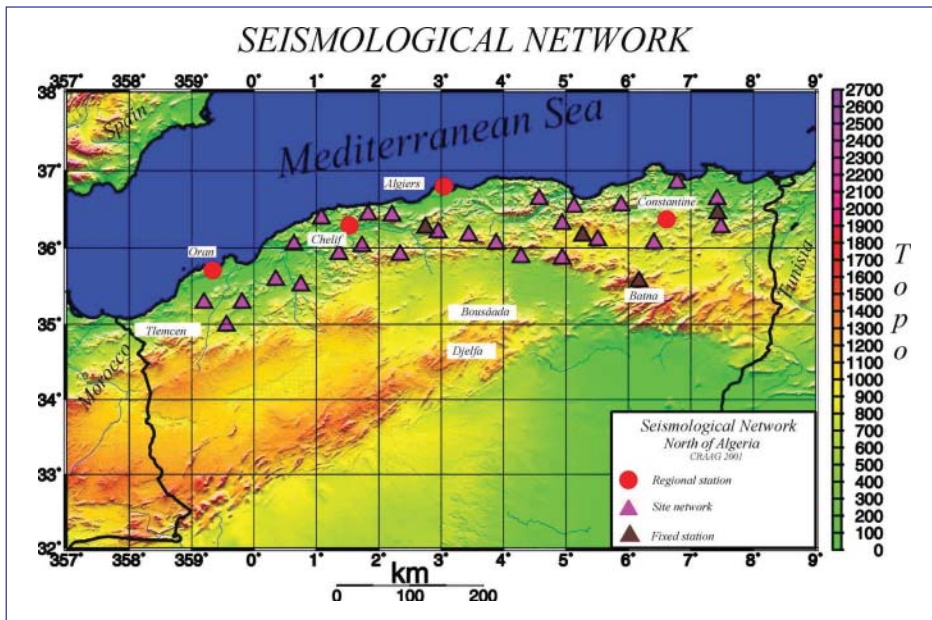 SEISMOLOGICAL NETWORK
357˚ 358˚ 359˚ 0˚ 1˚ 2˚ 3˚ 4˚ 5˚ 6˚ 7˚ 8˚ 9˚
38˚
37˚
36˚
35˚
34˚
33˚
32˚
Spain
Mediterranean Sea
Algiers
Constantine
Chelif
Oran
Tunisia
Batna
Bousáada
Tlemcen
Djelfa
Morocco
Seismological Network
North of Algeria
CRAAG 2001
Regional station
Site network
Fixed station
357˚ 358˚ 359˚ 0˚ 1˚ 2˚ 3˚ 4˚ 5˚ 6˚ 7˚ 8˚ 9˚
km
0 100 200
2700
2600
2500
2400
2300
2200
2100
2000
1900
1800
1700
1600
1500
1400
1300
1200
1100
1000
900
800
700
600
500
400
300
200
100
0
Topo